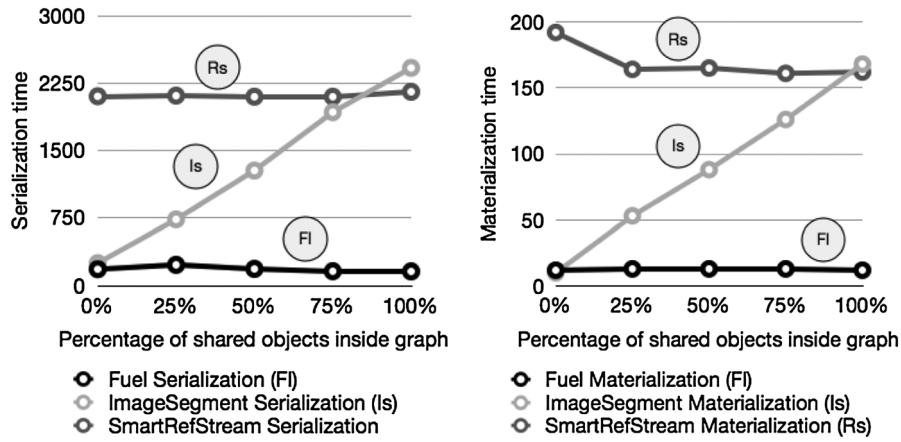 3000
2250
1500
750
0
Serialization time
Rs
Is
Fl
0% 25% 50% 75% 100%
Percentage of shared objects inside graph
Fuel Serialization (Fl)
ImageSegment Serialization (Is)
SmartRefStream Serialization
200
150
100
50
0
Materialization time
Rs
Is
Fl
0% 25% 50% 75% 100%
Percentage of shared objects inside graph
Fuel Materialization (Fl)
ImageSegment Materialization (Is)
SmartRefStream Materialization (Rs)